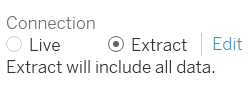 Connection
Live Extract Edit
Extract will include all data.